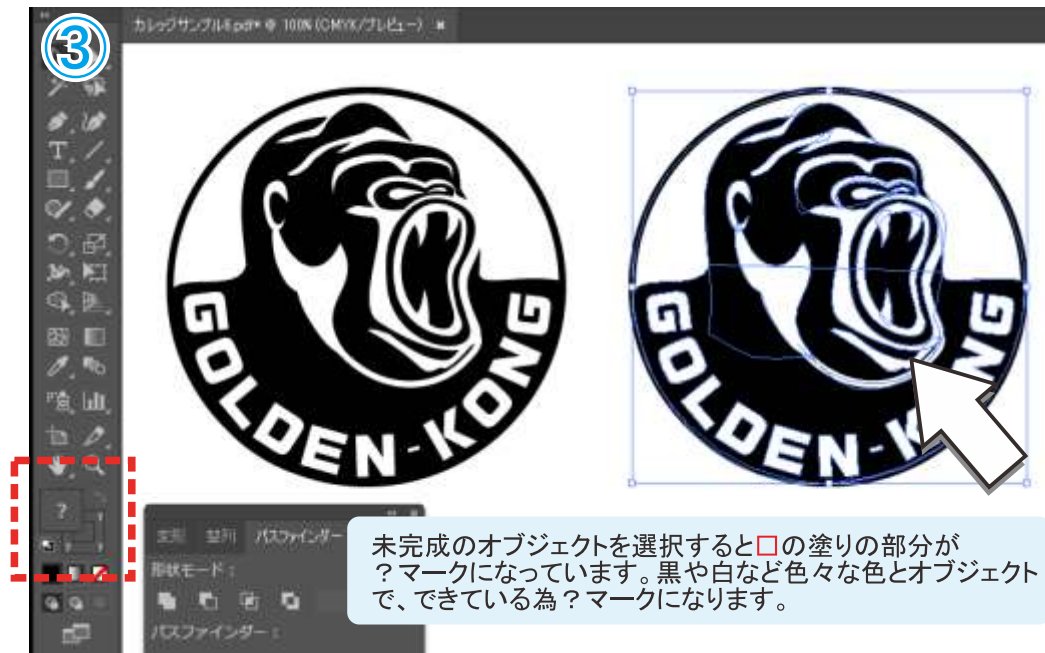 ③
カレッジサンプル6.pdf* @ 100% (CMYK/プレビュー) ×
GOLDEN-KONG
GOLDEN-KONG
?
変形 整列 パスファインダー
形状モード:
パスファインダー:
未完成のオブジェクトを選択すると□の塗りの部分が
?マークになっています。黒や白など色々な色とオブジェクト
で、できている為?マークになります。